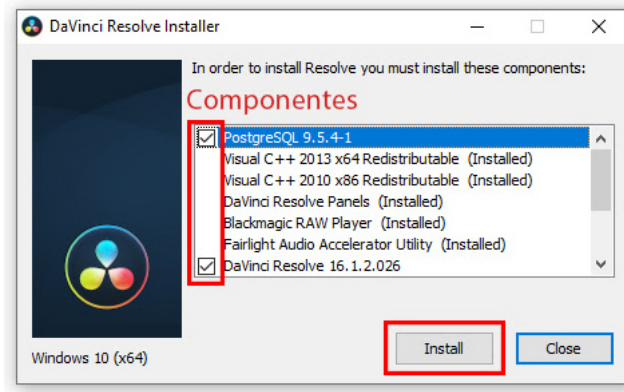 DaVinci Resolve Installer
In order to install Resolve you must install these components:
Componentes
PostgreSQL 9.5.4-1
Visual C++ 2013 x64 Redistributable (Installed)
Visual C++ 2010 x86 Redistributable (Installed)
DaVinci Resolve Panels (Installed)
Blackmagic RAW Player (Installed)
Fairlight Audio Accelerator Utility (Installed)
DaVinci Resolve 16.1.2.026
Windows 10 (x64)
Install
Close